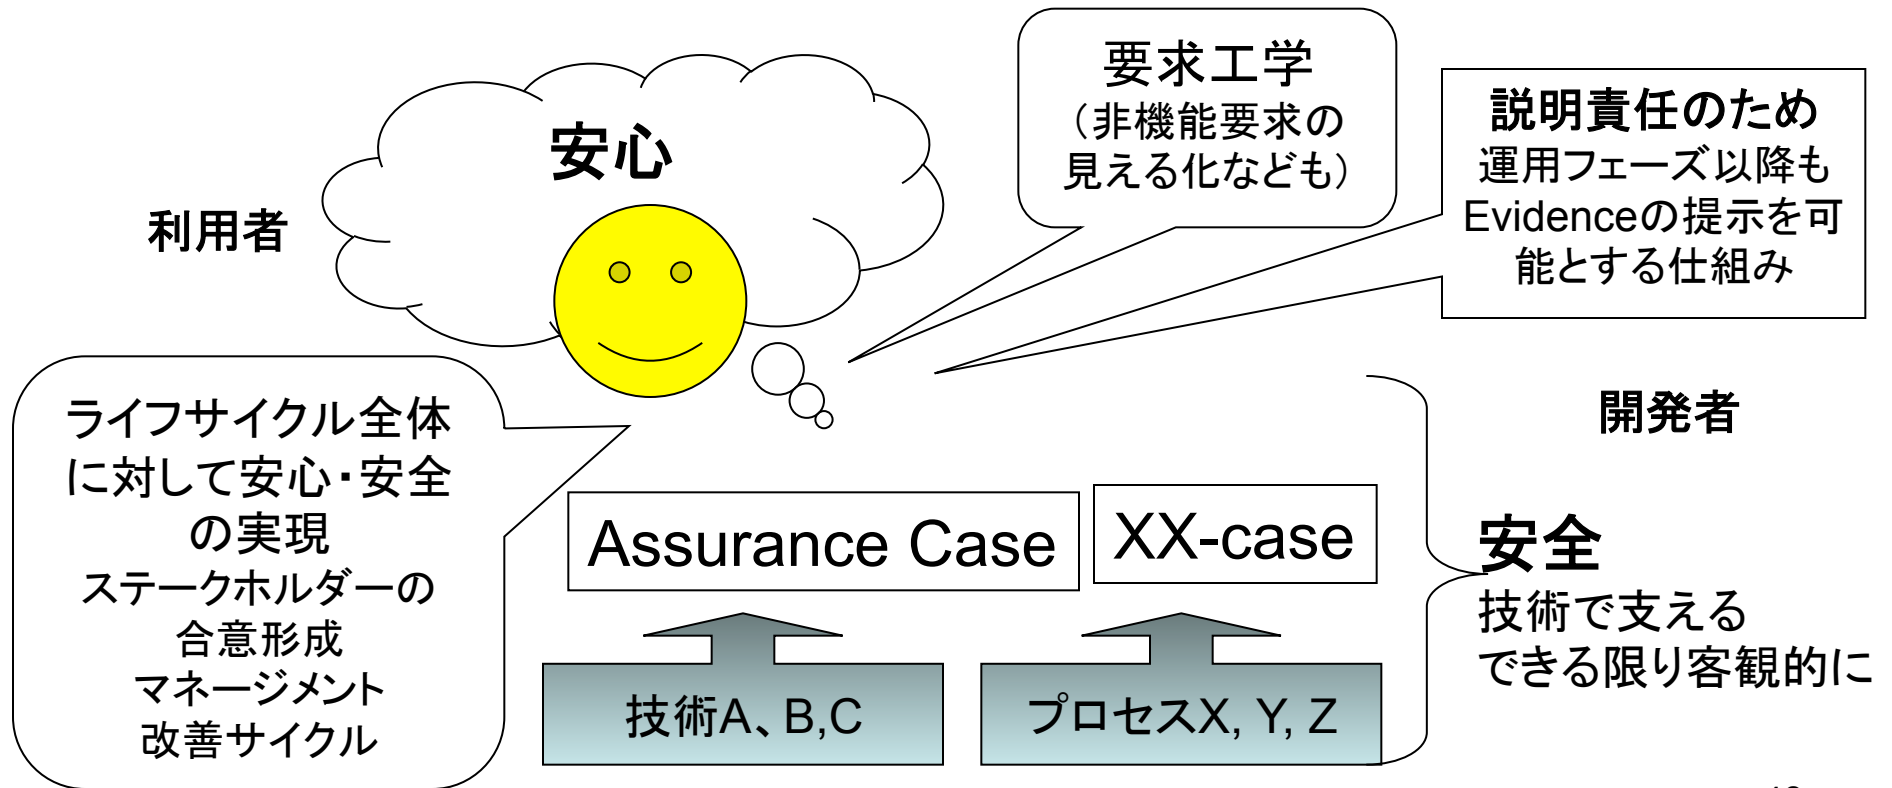 安心
利用者
要求工学
（非機能要求の
見える化なども）
説明責任のため
運用フェーズ以降も
Evidenceの提示を可
能とする仕組み
ライフサイクル全体
に対して安心・安全
の実現
ステークホルダーの
合意形成
マネージメント
改善サイクル
開発者
Assurance Case
XX-case
安全
技術で支える
できる限り客観的に
技術A、B,C
プロセスX, Y, Z